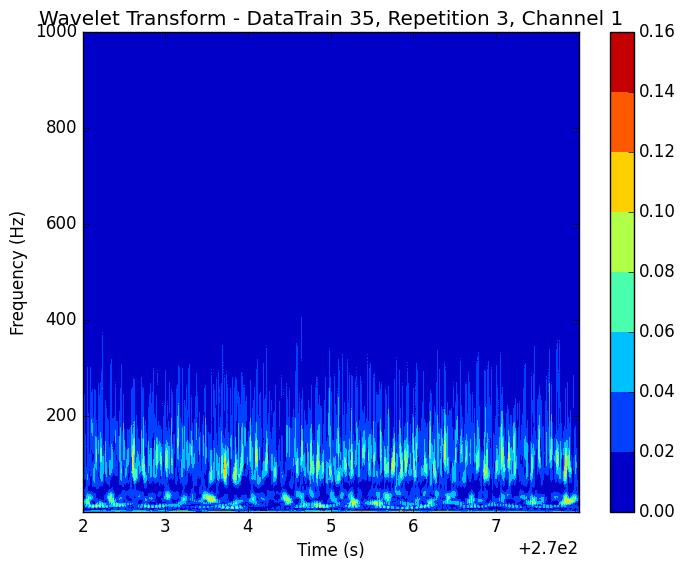 Wavelet Transform - DataTrain 35, Repetition 3, Channel 1
1000
800
600
400
200
Frequency (Hz)
2 3 4 5 6 7
Time (s)
+2.7e2
0.16
0.14
0.12
0.10
0.08
0.06
0.04
0.02
0.00